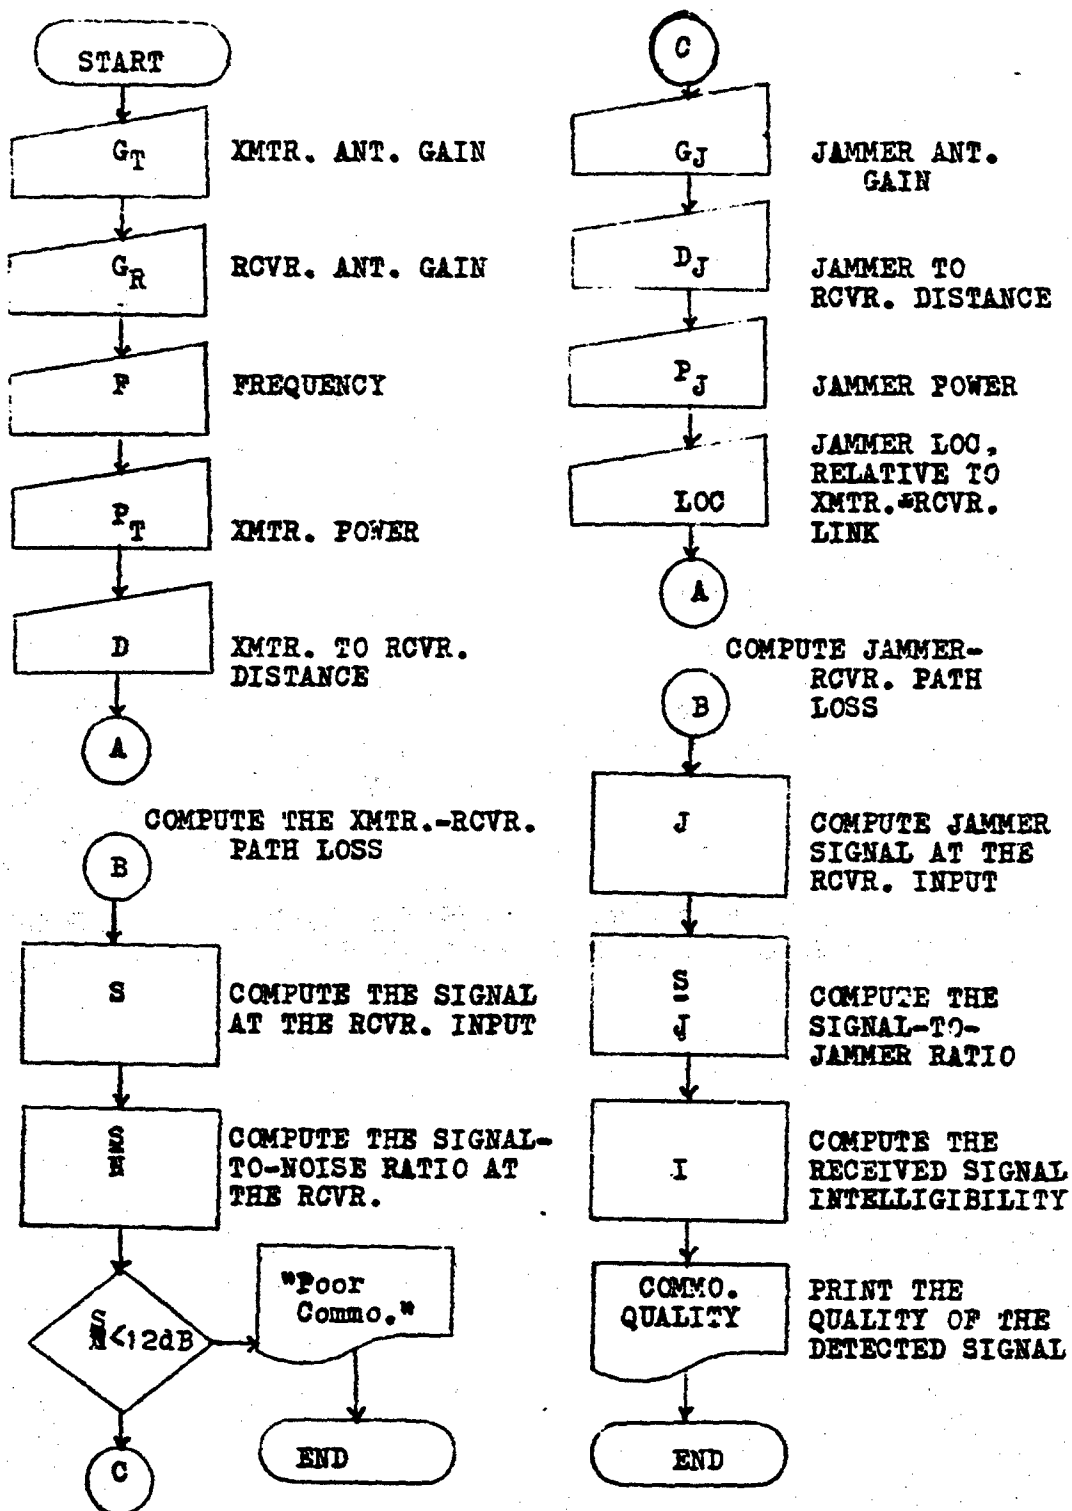 START
G_T
XMTR. ANT. GAIN
G_R
RCVR. ANT. GAIN
F
FREQUENCY
P_T
XMTR. POWER
D
XMTR. TO RCVR.
DISTANCE
A
COMPUTE THE XMTR.-RCVR.
PATH LOSS
B
S
COMPUTE THE SIGNAL
AT THE RCVR. INPUT
S
N
COMPUTE THE SIGNAL-
TO-NOISE RATIO AT
THE RCVR.
S
N <12dB
"Poor
Commo."
C
END
C
G_J
JAMMER ANT.
GAIN
D_J
JAMMER TO
RCVR. DISTANCE
P_J
JAMMER POWER
LOC
JAMMER LOC.
RELATIVE TO
XMTR.-RCVR.
LINK
A
COMPUTE JAMMER-
RCVR. PATH
LOSS
B
J
COMPUTE JAMMER
SIGNAL AT THE
RCVR. INPUT
S
J
COMPUTE THE
SIGNAL-TO-
JAMMER RATIO
I
COMPUTE THE
RECEIVED SIGNAL
INTELLIGIBILITY
COMMO.
QUALITY
PRINT THE
QUALITY OF THE
DETECTED SIGNAL
END